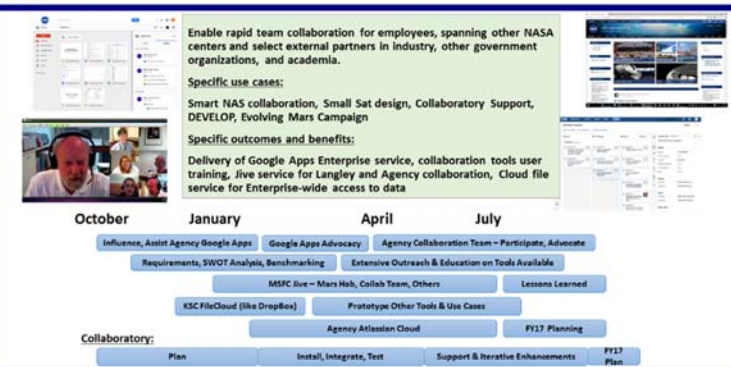 Enable rapid team collaboration for employees, spanning other NASA
centers and select external partners in industry, other government
organizations, and academia.
Specific use cases:
Smart NAS collaboration, Small Sat design, Collaboratory Support,
DEVELOP, Evolving Mars Campaign
Specific outcomes and benefits:
Delivery of Google Apps Enterprise service, collaboration tools user
training, Jive service for Langley and Agency collaboration, Cloud file
service for Enterprise-wide access to data
October January April July
Influence, Assist Agency Google Apps
Google Apps Advocacy
Agency Collaboration Team – Participate, Advocate
Requirements, SWOT Analysis, Benchmarking
Extensive Outreach & Education on Tools Available
MSFC Jive – Mars Hab, Collab Team, Others
Lessons Learned
KSC FileCloud (like DropBox)
Prototype Other Tools & Use Cases
Agency Atlassian Cloud
FY17 Planning
Collaboratory:
Plan
Install, Integrate, Test
Support & Iterative Enhancements
FY17
Plan